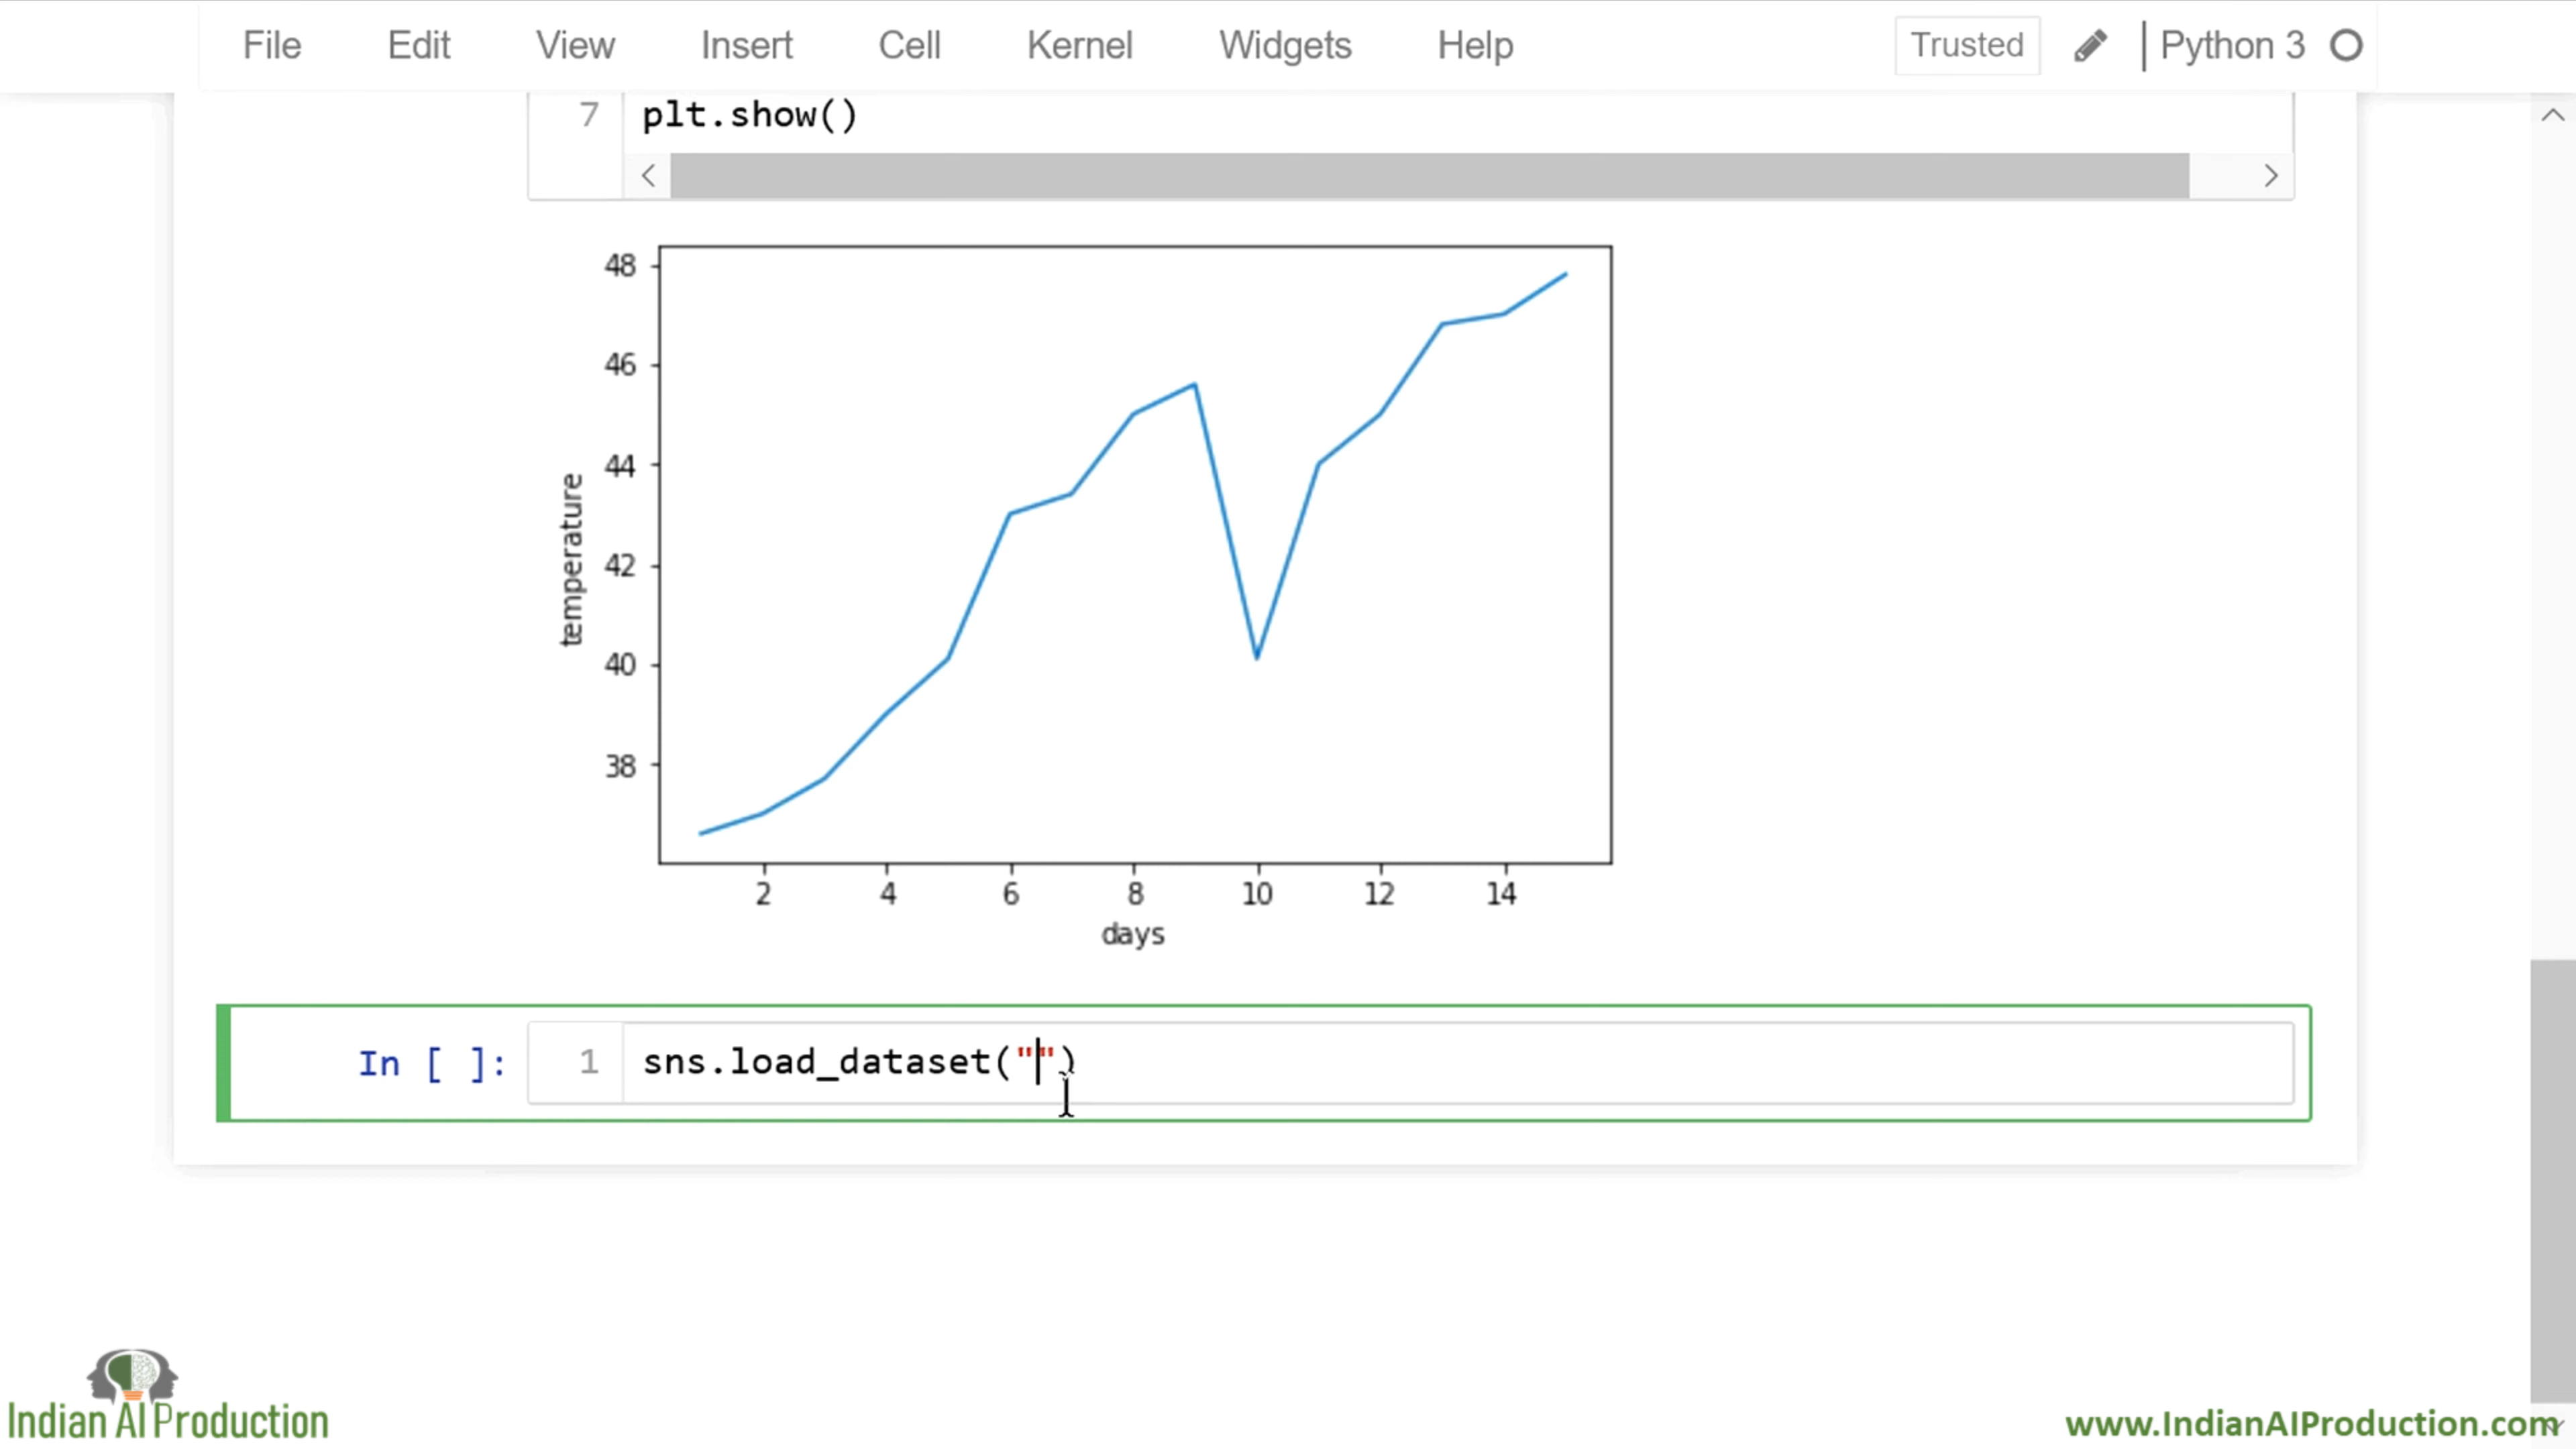 File Edit View Insert Cell Kernel Widgets Help Trusted Python 3
7 plt.show()
48
46
44
42
40
38
temperature
2 4 6 8 10 12 14
days
In [ ]: 1 sns.load_dataset("")
Indian AI Production
www.IndianAIProduction.com